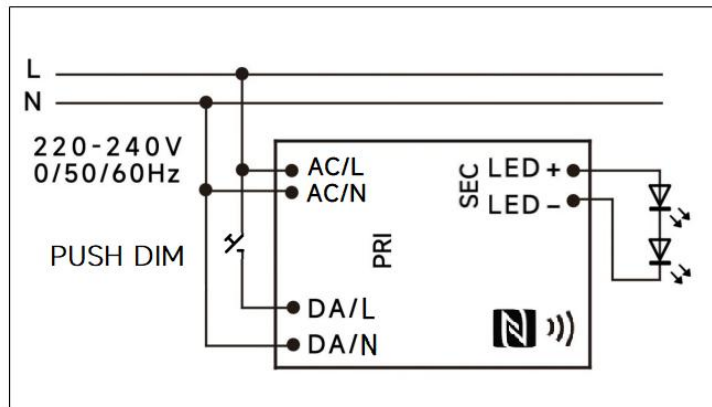 L
N
220-240V
0/50/60Hz
PUSH DIM
AC/L
AC/N
PRI
DA/L
DA/N
SEC
LED +
LED –